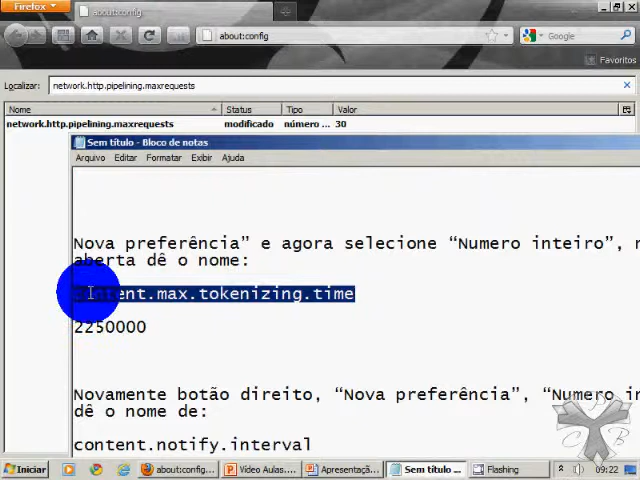 Firefox
about:config
about:config
Google
Favoritos
Localizar: network.http.pipelining.maxrequests
Nome Status Tipo Valor
network.http.pipelining.maxrequests modificado número ... 30
Sem título - Bloco de notas
Arquivo Editar Formatar Exibir Ajuda
Nova preferência” e agora selecione “Numero inteiro”, n
aberta dê o nome:
content.max.tokenizing.time
2250000
Novamente botão direito, “Nova preferência”, “Numero in
dê o nome de:
content.notify.interval
Iniciar about:config... Vídeo Aulas.... Apresentaçã... Sem título ... Flashing 09:22